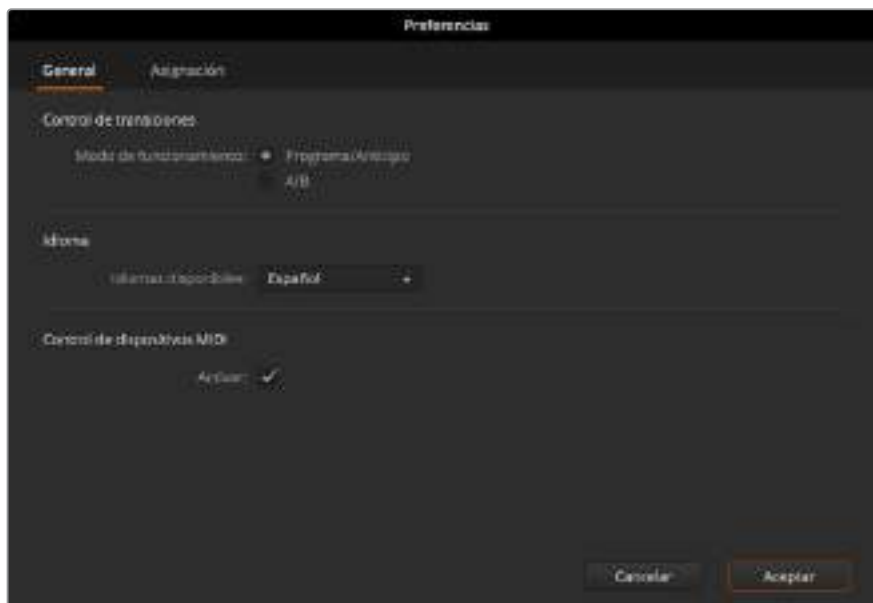 Preferencias
General Asignación
Control de transiciones
Modo de funcionamiento: Programa/Anticipo
A/B
Idioma
Idiomas disponibles: Español
Control de dispositivos MIDI
Activar:
Cancelar Aceptar